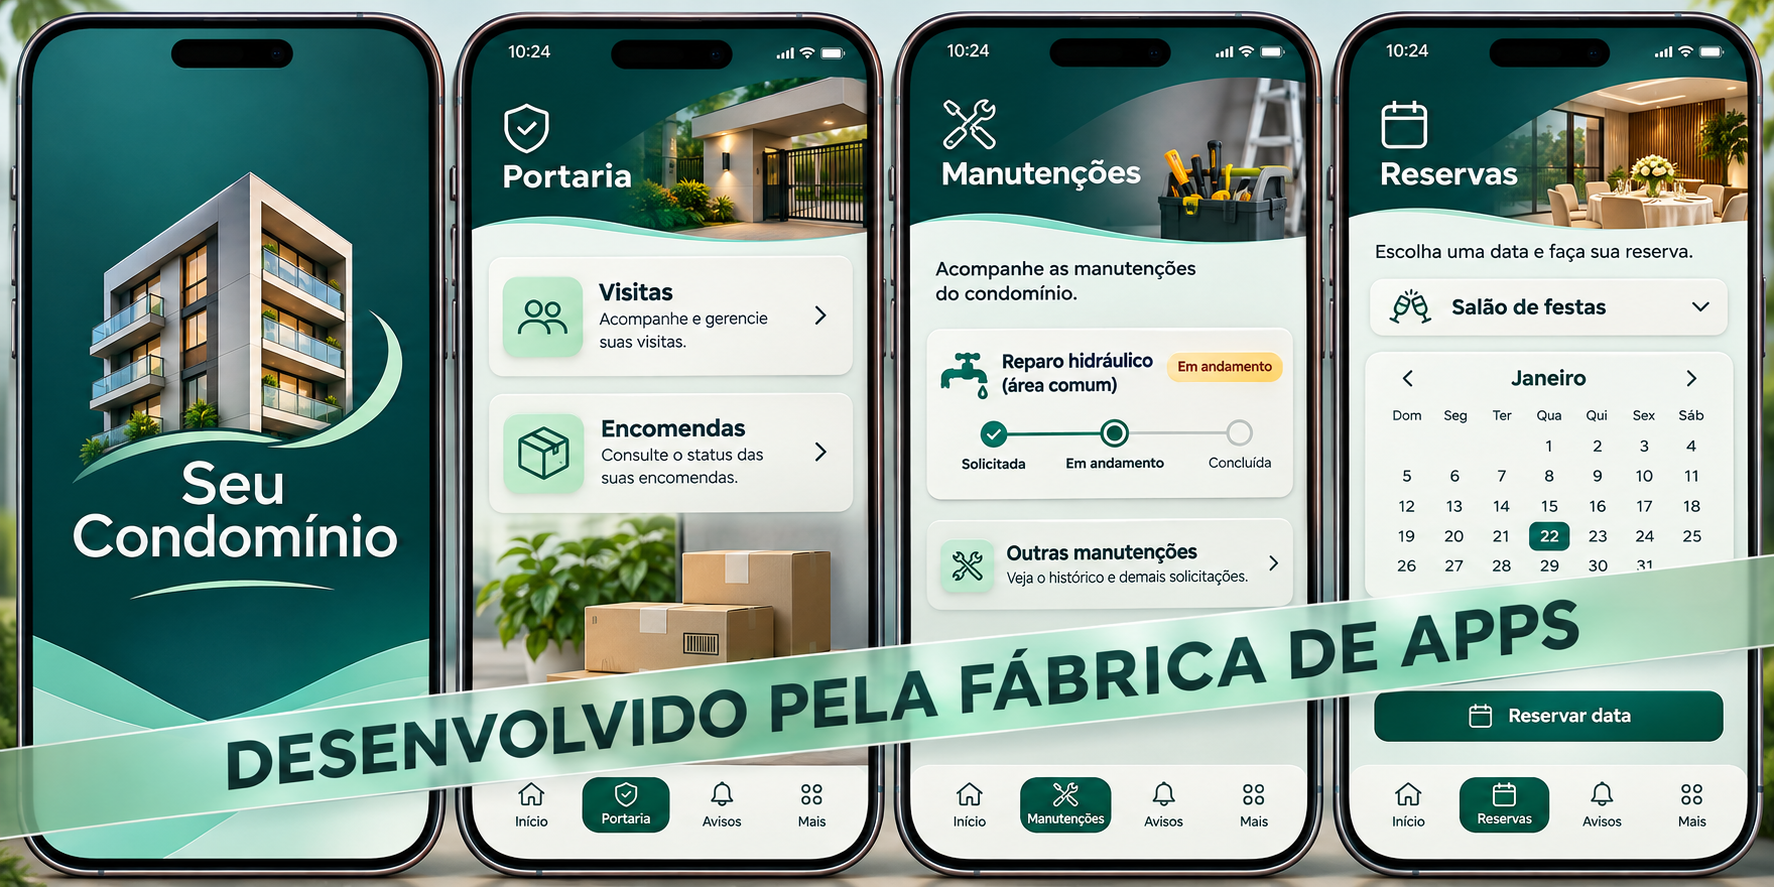 Seu
Condomínio
10:24
Portaria
Visitas
Acompanhe e gerencie
suas visitas.
Encomendas
Consulte o status das
suas encomendas.
Início
Portaria
Avisos
Mais
10:24
Manutenções
Acompanhe as manutenções
do condomínio.
Reparo hidráulico
(área comum)
Em andamento
Solicitada
Em andamento
Concluída
Outras manutenções
Veja o histórico e demais solicitações.
Início
Manutenções
Avisos
Mais
10:24
Reservas
Escolha uma data e faça sua reserva.
Salão de festas
Janeiro
Dom Seg Ter Qua Qui Sex Sáb
1 2 3 4
5 6 7 8 9 10 11
12 13 14 15 16 17 18
19 20 21 22 23 24 25
26 27 28 29 30 31
Reservar data
Início
Reservas
Avisos
Mais
DESENVOLVIDO PELA FÁBRICA DE APPS